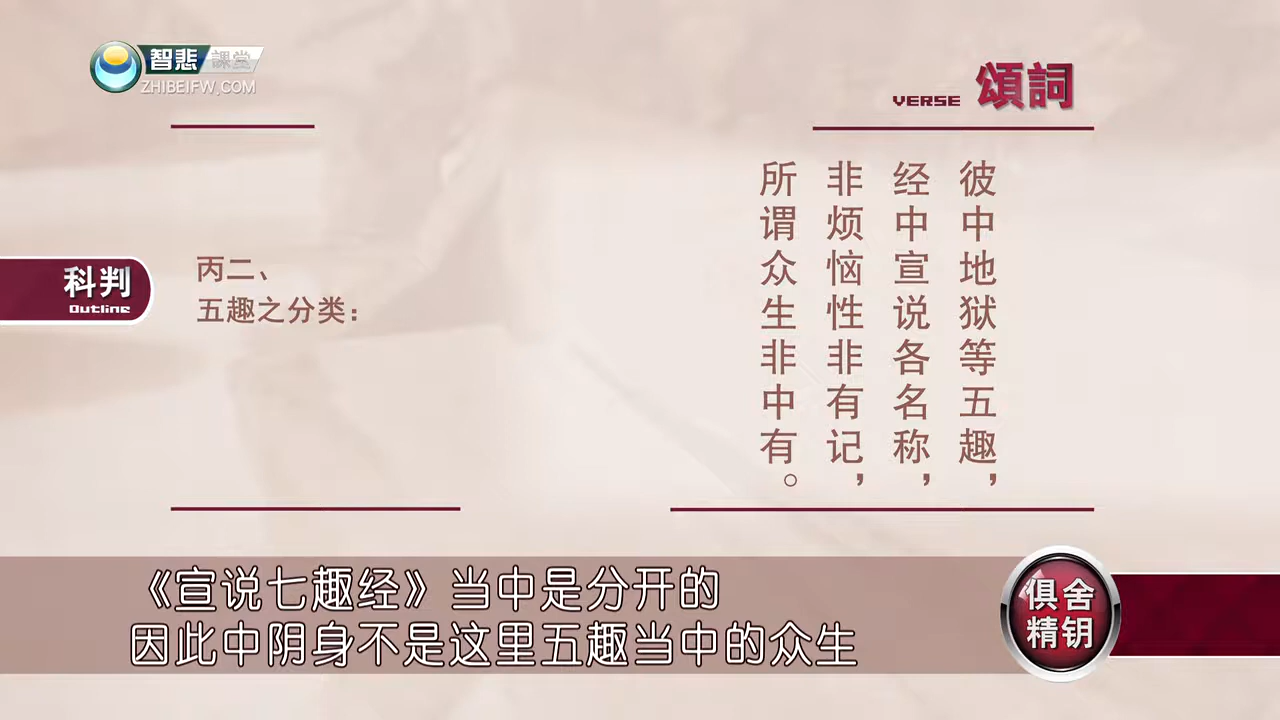 智悲课堂
ZHIBEIFW.COM
VERSE 頌詞
彼中地狱等五趣，
经中宣说各名称，
非烦恼性非有记，
所谓众生非中有。
科判
Outline
丙二、
五趣之分类：
《宣说七趣经》当中是分开的
因此中阴身不是这里五趣当中的众生
俱舍
精钥